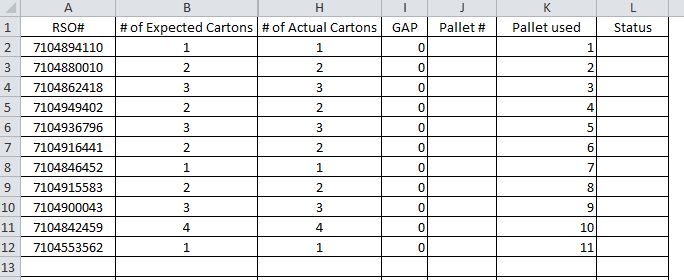 A B H I J K L
1 RSO# # of Expected Cartons # of Actual Cartons GAP Pallet # Pallet used Status
2 7104894110 1 1 0 1
3 7104880010 2 2 0 2
4 7104862418 3 3 0 3
5 7104949402 2 2 0 4
6 7104936796 3 3 0 5
7 7104916441 2 2 0 6
8 7104846452 1 1 0 7
9 7104915583 2 2 0 8
10 7104900043 3 3 0 9
11 7104842459 4 4 0 10
12 7104553562 1 1 0 11
13